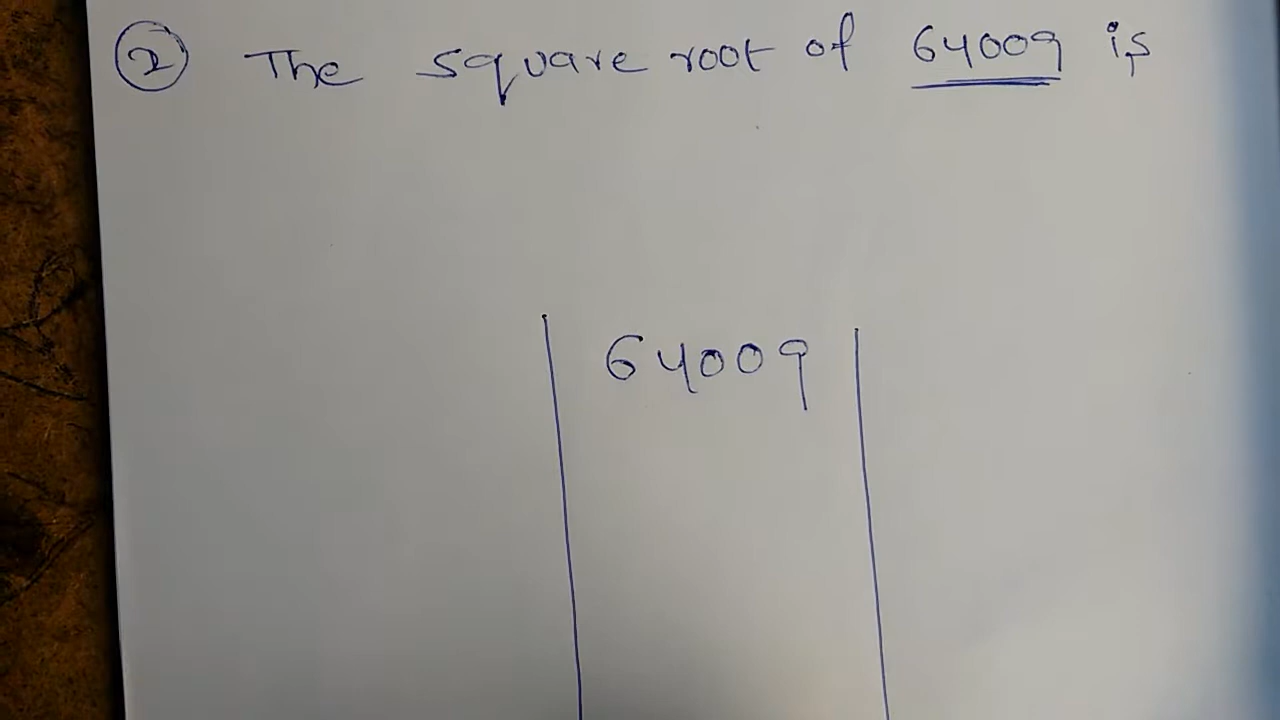 ② The square root of 64009 is
64009